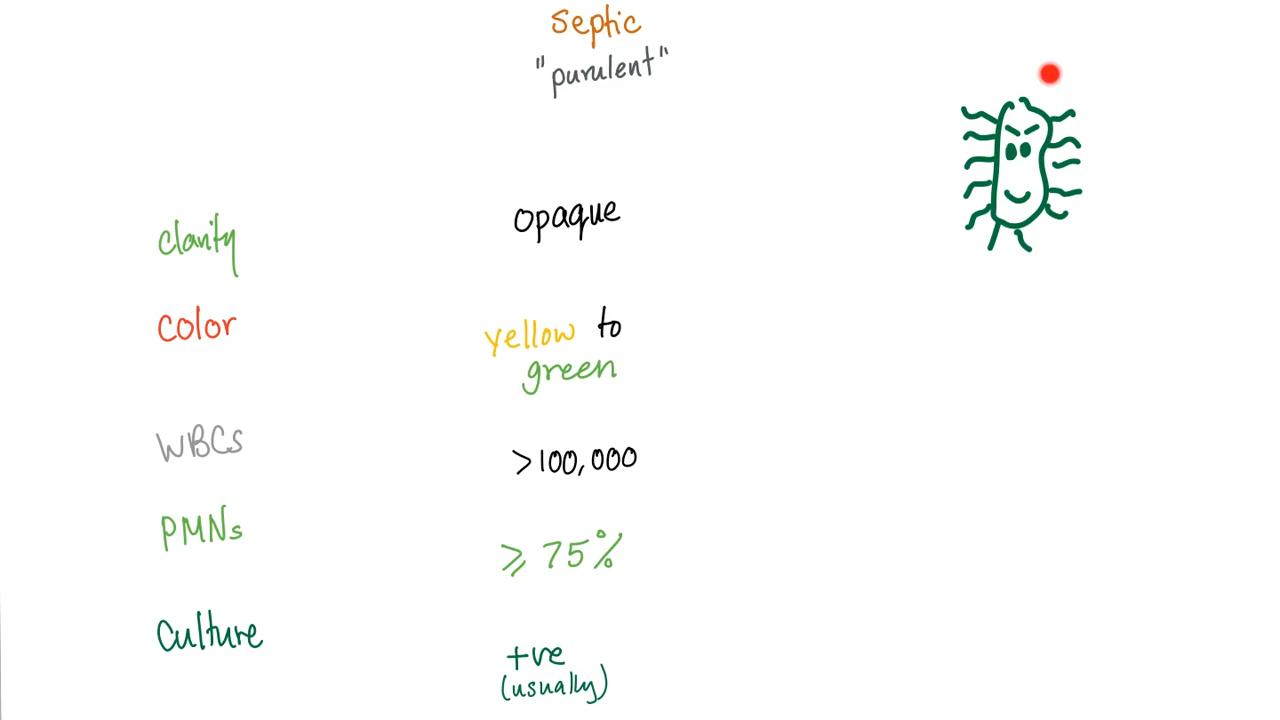 Septic
"purulent"
clarity
opaque
color
yellow to
green
WBCs
>100,000
PMNs
⩾ 75%
Culture
+ve
(usually)